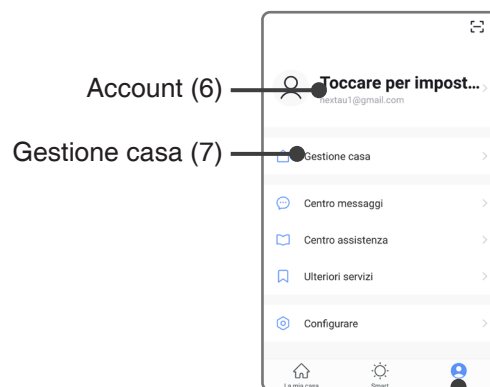 Toccare per impost...
Account (6)
nextau1@gmail.com
Gestione casa (7)
Gestione casa
Centro messaggi
Centro assistenza
Ulteriori servizi
Configurare
La mia casa
Smart